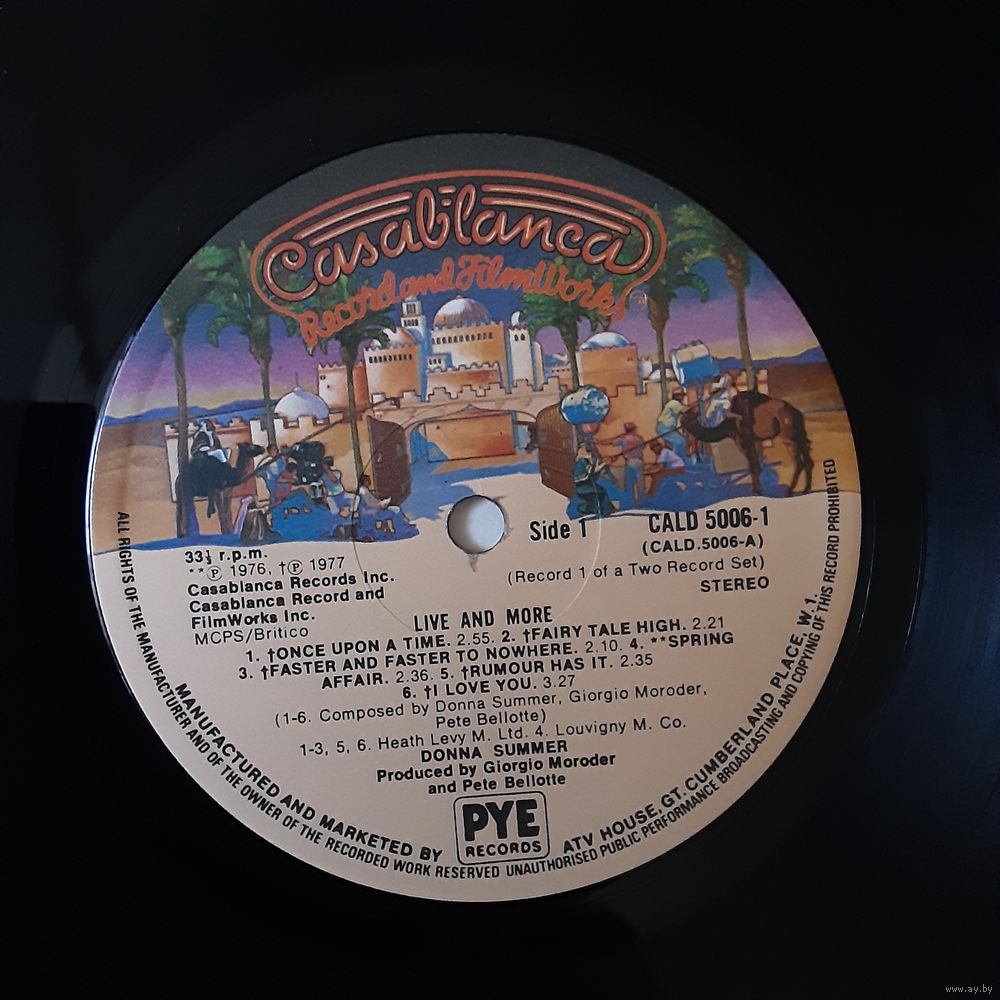 Casablanca
Record and FilmWorks
Side 1
CALD 5006-1
(CALD.5006-A)
(Record 1 of a Two Record Set)
STEREO
33⅓ r.p.m.
**℗ 1976, †℗ 1977
Casablanca Records Inc.
Casablanca Record and
FilmWorks Inc.
MCPS/Britico
LIVE AND MORE
1. †ONCE UPON A TIME. 2.55. 2. †FAIRY TALE HIGH. 2.21
3. †FASTER AND FASTER TO NOWHERE. 2.10. 4. **SPRING
AFFAIR. 2.36. 5. †RUMOUR HAS IT. 2.35
6. †I LOVE YOU. 3.27
(1-6. Composed by Donna Summer, Giorgio Moroder,
Pete Bellotte)
1-3, 5, 6. Heath Levy M. Ltd. 4. Louvigny M. Co.
DONNA SUMMER
Produced by Giorgio Moroder
and Pete Bellotte
PYE
RECORDS
MANUFACTURED AND MARKETED BY
ATV HOUSE, GT. CUMBERLAND PLACE, W.1.
ALL RIGHTS OF THE MANUFACTURER AND OF THE OWNER OF THE RECORDED WORK RESERVED UNAUTHORISED PUBLIC PERFORMANCE BROADCASTING AND COPYING OF THIS RECORD PROHIBITED
www.ay.by